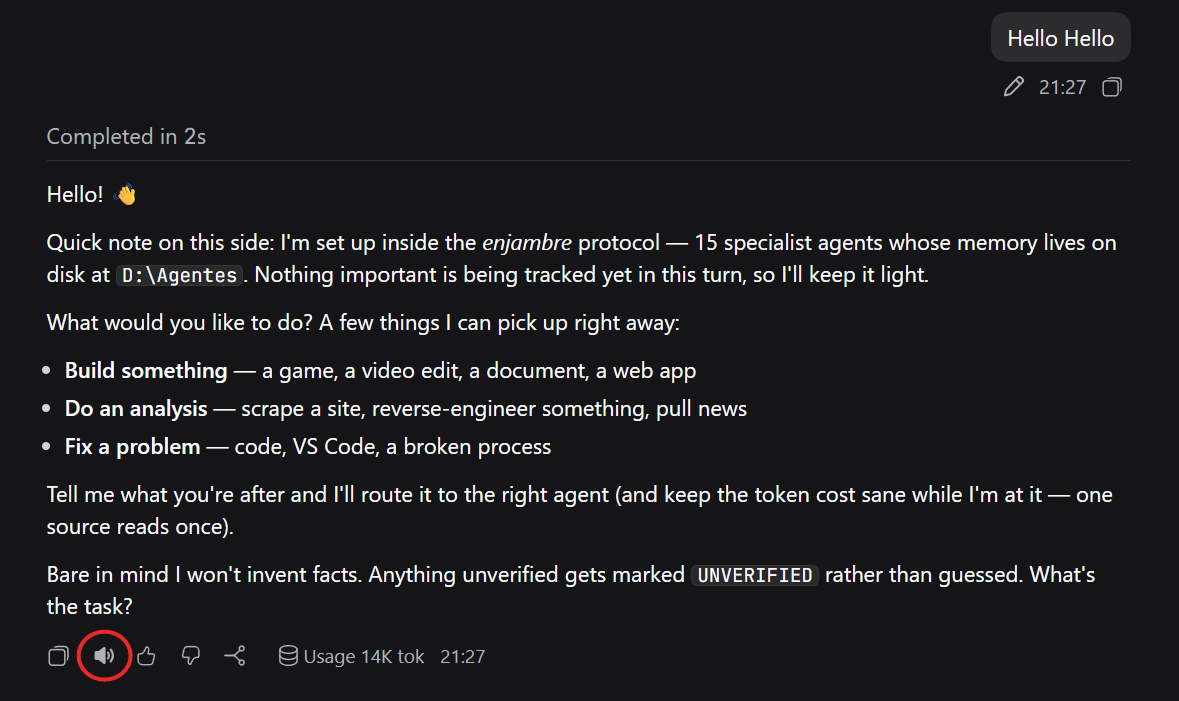 Hello Hello
21:27
Completed in 2s
Hello! 👋
Quick note on this side: I'm set up inside the enjambre protocol — 15 specialist agents whose memory lives on
disk at D:\Agentes. Nothing important is being tracked yet in this turn, so I'll keep it light.
What would you like to do? A few things I can pick up right away:
• Build something — a game, a video edit, a document, a web app
• Do an analysis — scrape a site, reverse-engineer something, pull news
• Fix a problem — code, VS Code, a broken process
Tell me what you're after and I'll route it to the right agent (and keep the token cost sane while I'm at it — one
source reads once).
Bare in mind I won't invent facts. Anything unverified gets marked UNVERIFIED rather than guessed. What's
the task?
Usage 14K tok 21:27